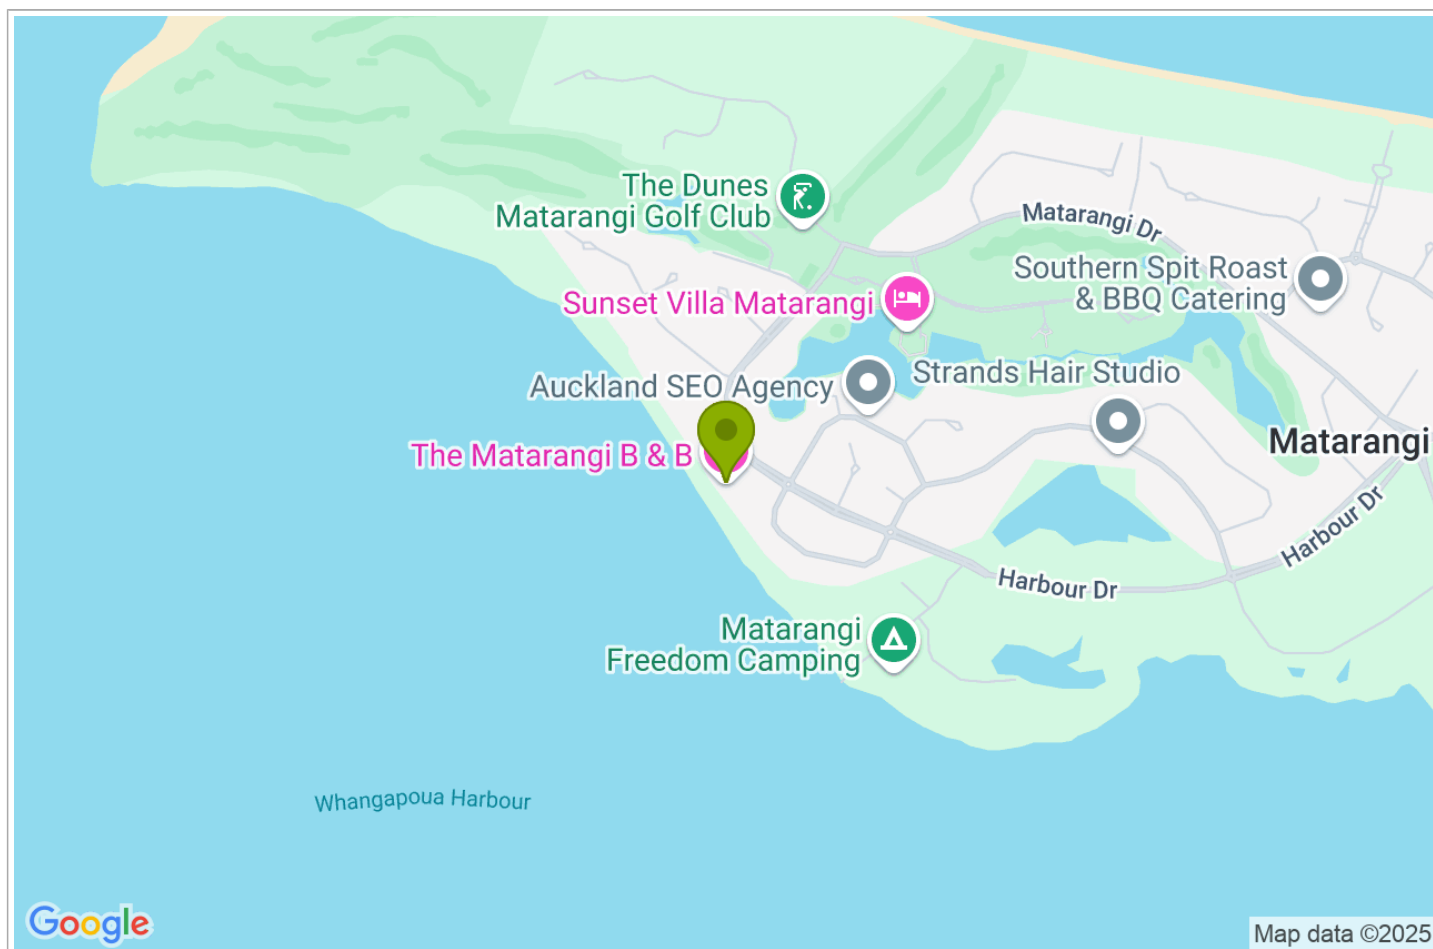 The Dunes
Matarangi Golf Club
Matarangi Dr
Southern Spit Roast
& BBQ Catering
Sunset Villa Matarangi
Auckland SEO Agency
Strands Hair Studio
The Matarangi B & B
Matarangi
Harbour Dr
Harbour Dr
Matarangi
Freedom Camping
Whangapoua Harbour
Google
Map data ©2025